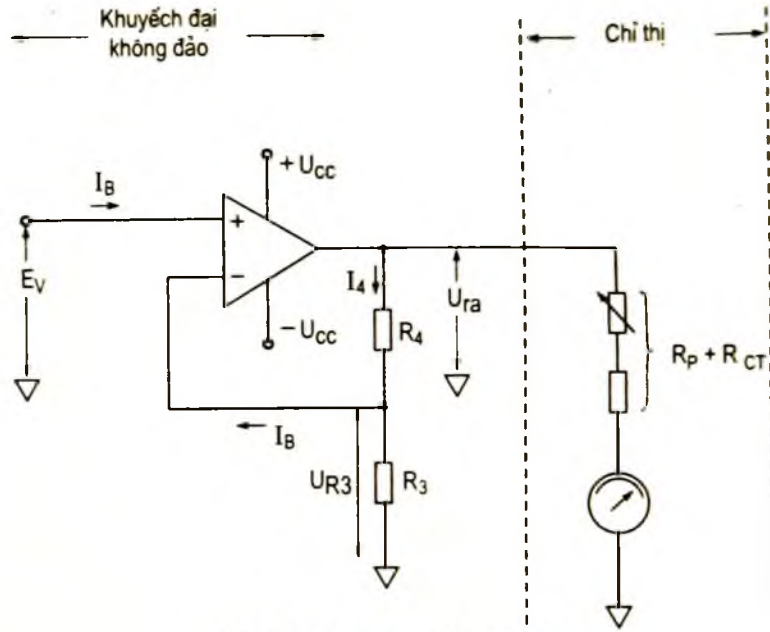 Khuyếch đại
không đảo
Chỉ thị
+ U_CC
I_B
+
−
E_V
I_4
U_ra
− U_CC
R_4
R_P + R_CT
I_B
U_R3
R_3